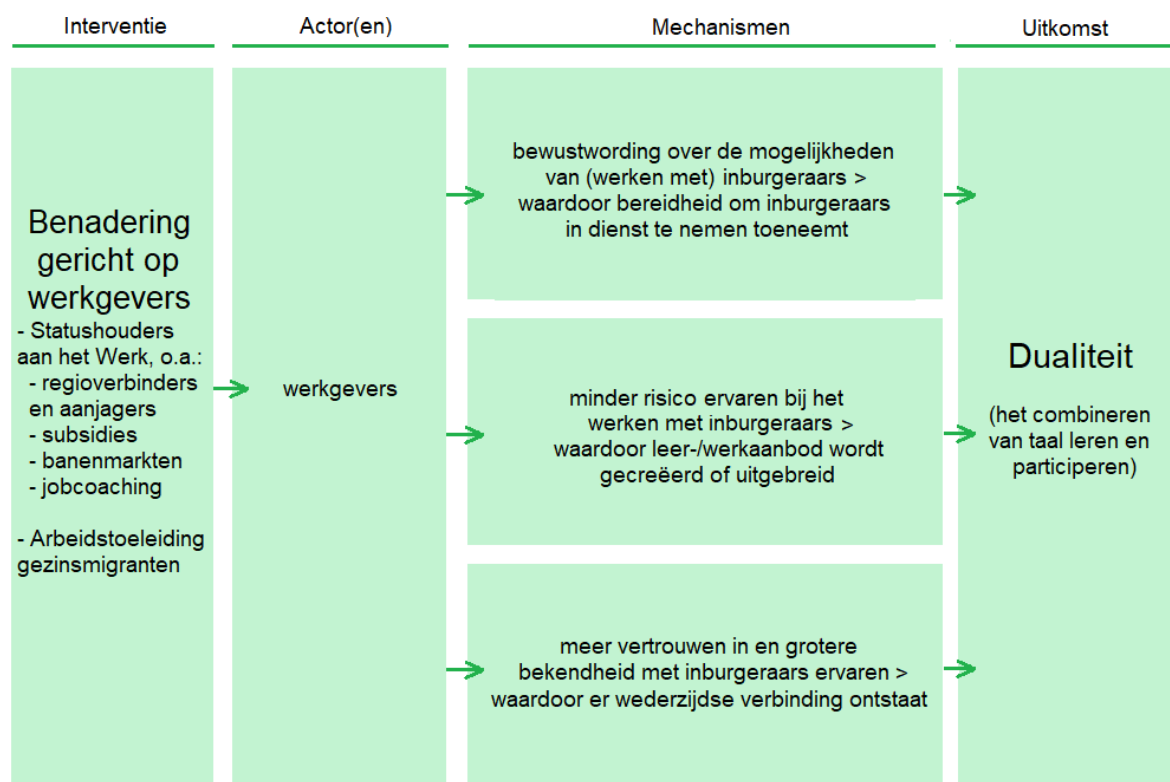 Interventie
Actor(en)
Mechanismen
Uitkomst
Benadering
gericht op
werkgevers
- Statushouders
aan het Werk, o.a.:
- regioverbinders
en aanjagers
- subsidies
- banenmarkten
- jobcoaching
- Arbeidstoeleiding
gezinsmigranten
werkgevers
bewustwording over de mogelijkheden
van (werken met) inburgeraars >
waardoor bereidheid om inburgeraars
in dienst te nemen toeneemt
minder risico ervaren bij het
werken met inburgeraars >
waardoor leer-/werkaanbod wordt
gecreëerd of uitgebreid
meer vertrouwen in en grotere
bekendheid met inburgeraars ervaren >
waardoor er wederzijdse verbinding ontstaat
Dualiteit
(het combineren
van taal leren en
participeren)